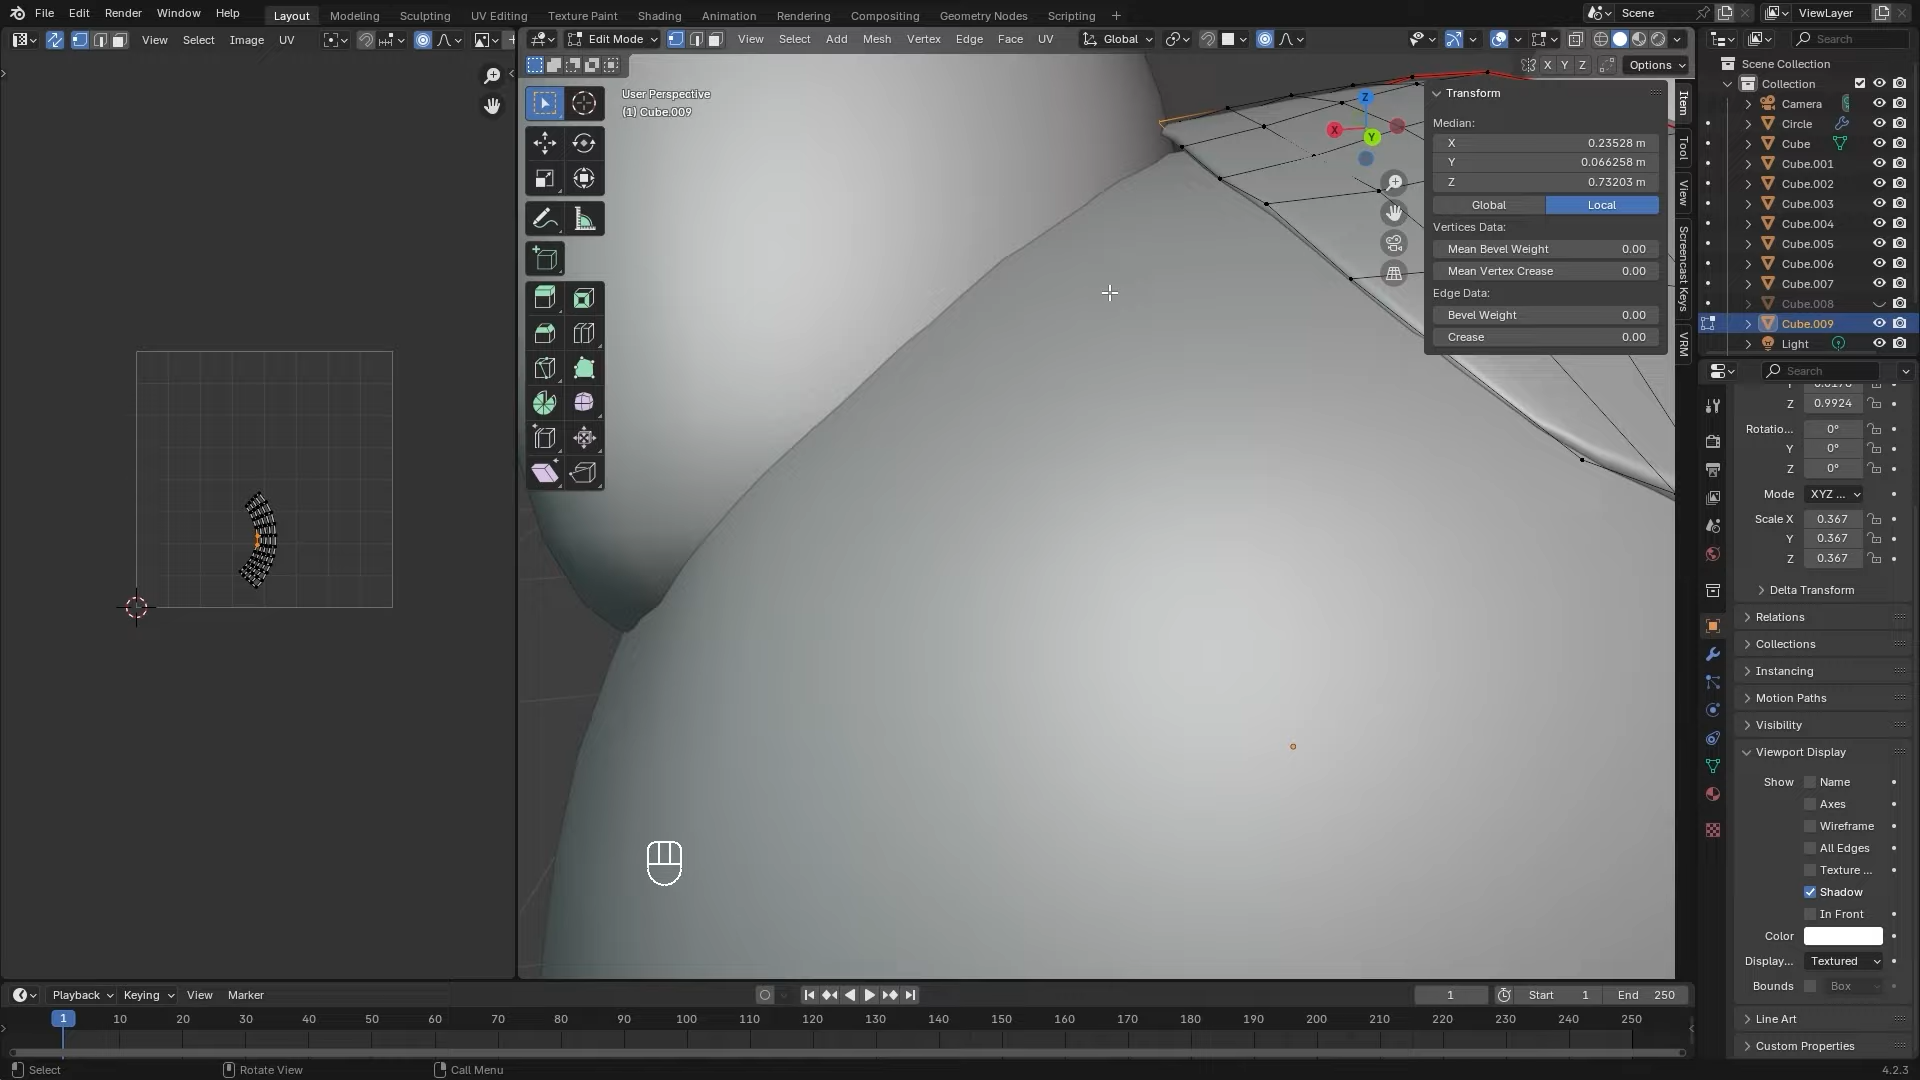 File Edit Render Window Help Layout Modeling Sculpting UV Editing Texture Paint Shading Animation Rendering Compositing Geometry Nodes Scripting + Scene ViewLayer
View Select Image UV Edit Mode View Select Add Mesh Vertex Edge Face UV Global Search
X Y Z Options
User Perspective
(1) Cube.009
Z
X
Y
Transform
Median:
X 0.23528 m
Y 0.066258 m
Z 0.73203 m
Global Local
Vertices Data:
Mean Bevel Weight 0.00
Mean Vertex Crease 0.00
Edge Data:
Bevel Weight 0.00
Crease 0.00
Item
Tool
View
Screencast Keys
VRM
Scene Collection
Collection
Camera
Circle
Cube
Cube.001
Cube.002
Cube.003
Cube.004
Cube.005
Cube.006
Cube.007
Cube.008
Cube.009
Light
Search
Z 0.9924
Rotatio... 0°
Y 0°
Z 0°
Mode XYZ ...
Scale X 0.367
Y 0.367
Z 0.367
Delta Transform
Relations
Collections
Instancing
Motion Paths
Visibility
Viewport Display
Show Name
Axes
Wireframe
All Edges
Texture ...
Shadow
In Front
Color
Display... Textured
Bounds Box
Line Art
Custom Properties
Playback Keying View Marker 1 Start 1 End 250
1 10 20 30 40 50 60 70 80 90 100 110 120 130 140 150 160 170 180 190 200 210 220 230 240 250
Select Rotate View Call Menu 4.2.3